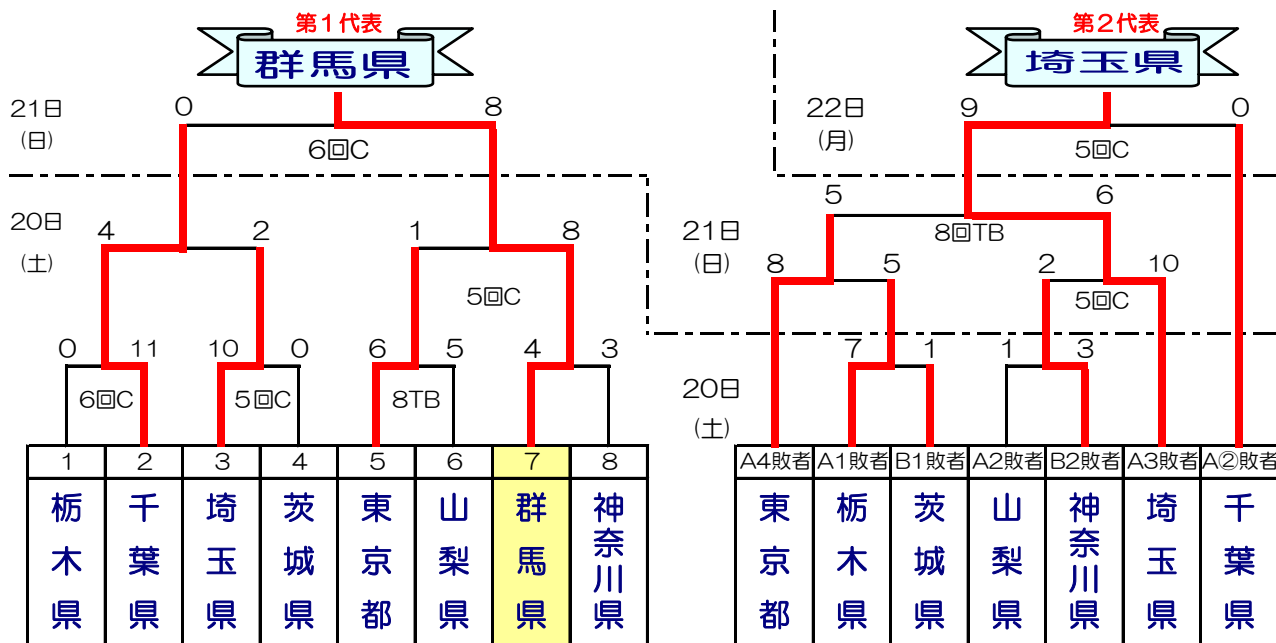 第1代表
群馬県
21日
(日)
0
8
6回C
20日
(土)
4
2
1
8
5回C
0
11
10
0
6
5
4
3
6回C
5回C
8TB
1
2
3
4
5
6
7
8
栃木県
千葉県
埼玉県
茨城県
東京都
山梨県
群馬県
神奈川県
第2代表
埼玉県
22日
(月)
9
0
5回C
21日
(日)
5
6
8回TB
8
5
2
10
5回C
20日
(土)
7
1
1
3
A4敗者
A1敗者
B1敗者
A2敗者
B2敗者
A3敗者
A②敗者
東京都
栃木県
茨城県
山梨県
神奈川県
埼玉県
千葉県